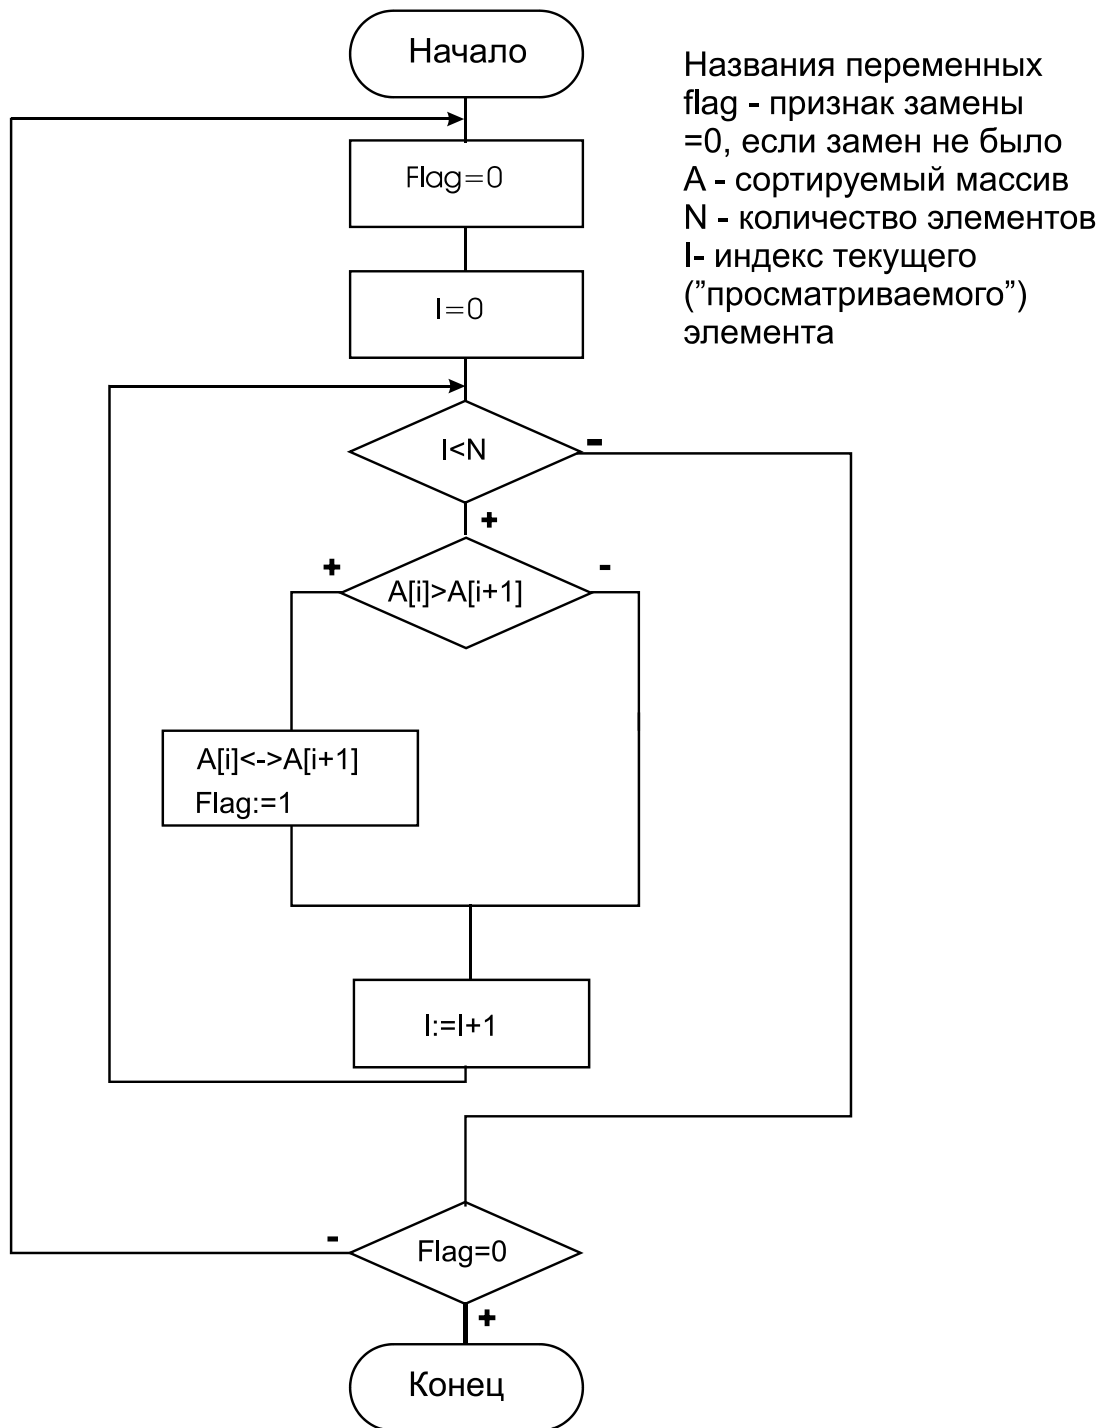 Начало
Названия переменных
flag - признак замены
=0, если замен не было
A - сортируемый массив
N - количество элементов
I- индекс текущего
("просматриваемого")
элемента
Flag=0
I=0
I<N
-
+
+
-
A[i]>A[i+1]
A[i]<->A[i+1]
Flag:=1
I:=I+1
-
Flag=0
+
Конец